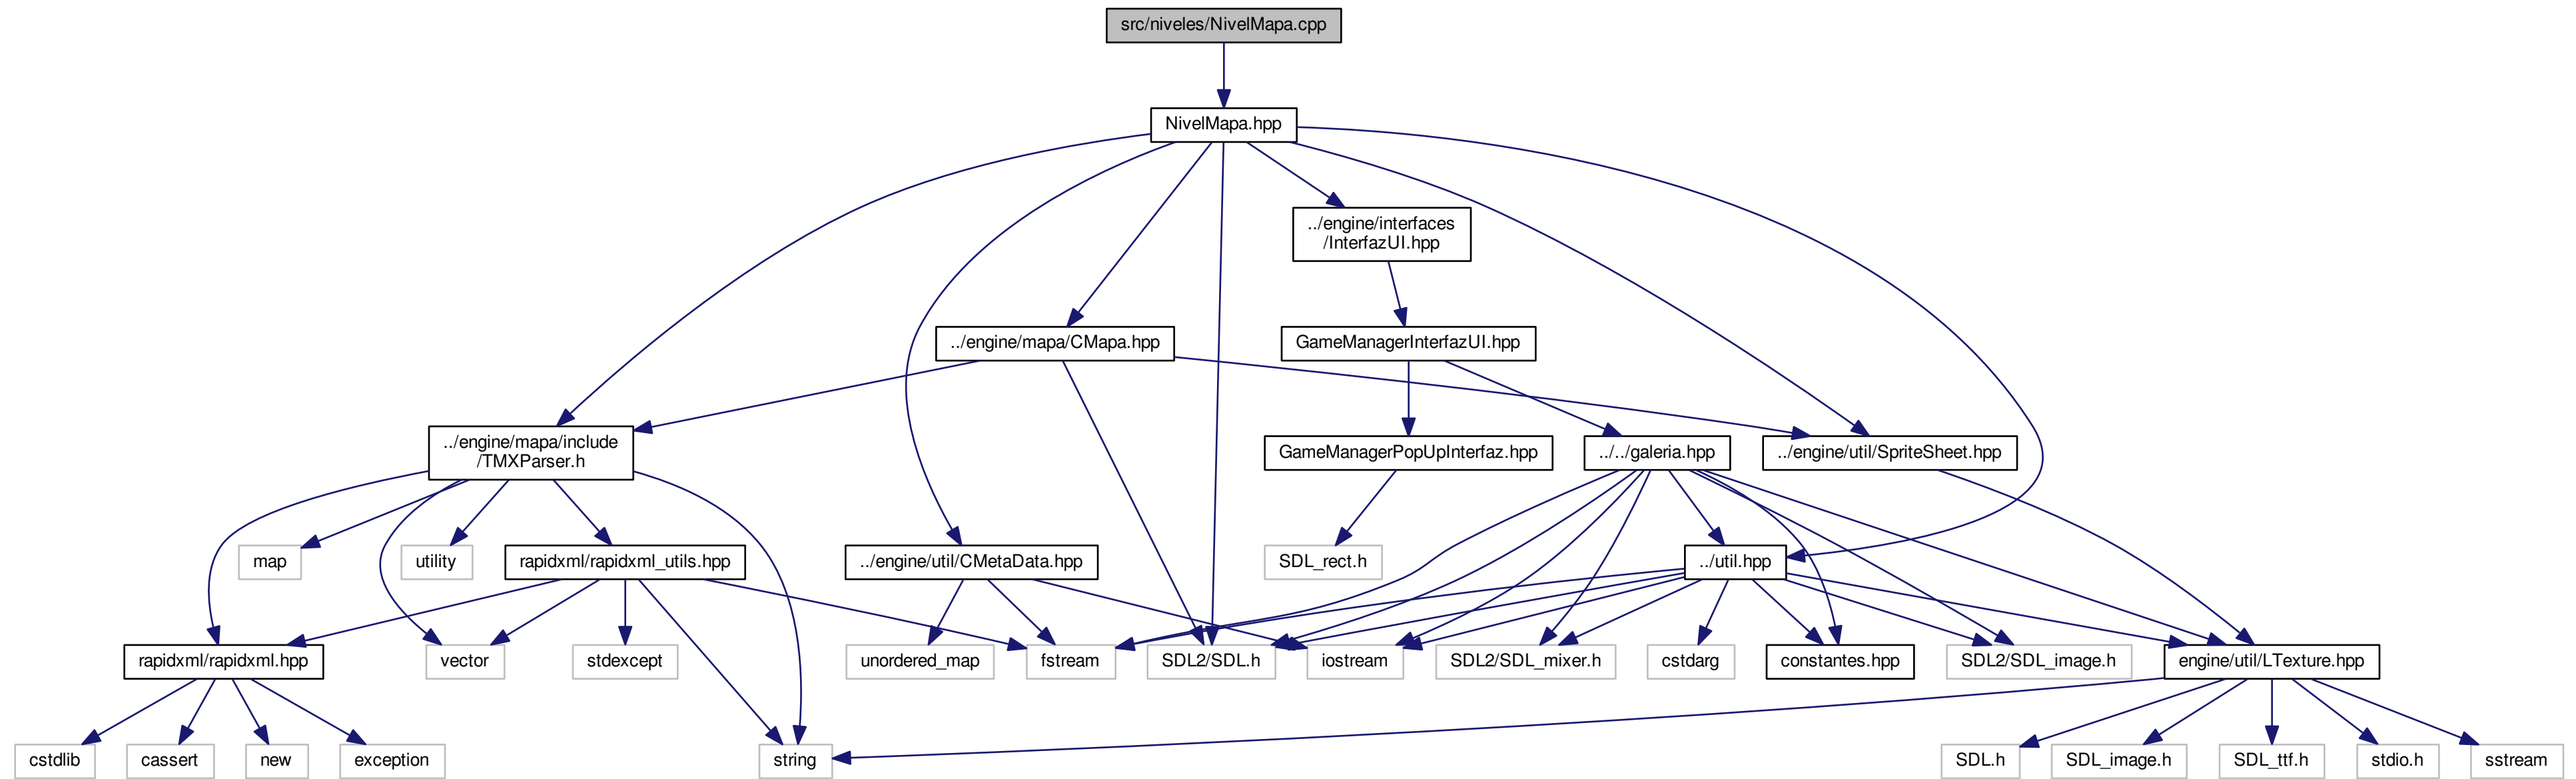 src/niveles/NivelMapa.cpp
NivelMapa.hpp
../engine/interfaces
/InterfazUI.hpp
../engine/mapa/CMapa.hpp
GameManagerInterfazUI.hpp
../engine/mapa/include
/TMXParser.h
GameManagerPopUpInterfaz.hpp
../../galeria.hpp
../engine/util/SpriteSheet.hpp
map
utility
rapidxml/rapidxml_utils.hpp
../engine/util/CMetaData.hpp
SDL_rect.h
../util.hpp
rapidxml/rapidxml.hpp
vector
stdexcept
unordered_map
fstream
SDL2/SDL.h
iostream
SDL2/SDL_mixer.h
cstdarg
constantes.hpp
SDL2/SDL_image.h
engine/util/LTexture.hpp
cstdlib
cassert
new
exception
string
SDL.h
SDL_image.h
SDL_ttf.h
stdio.h
sstream